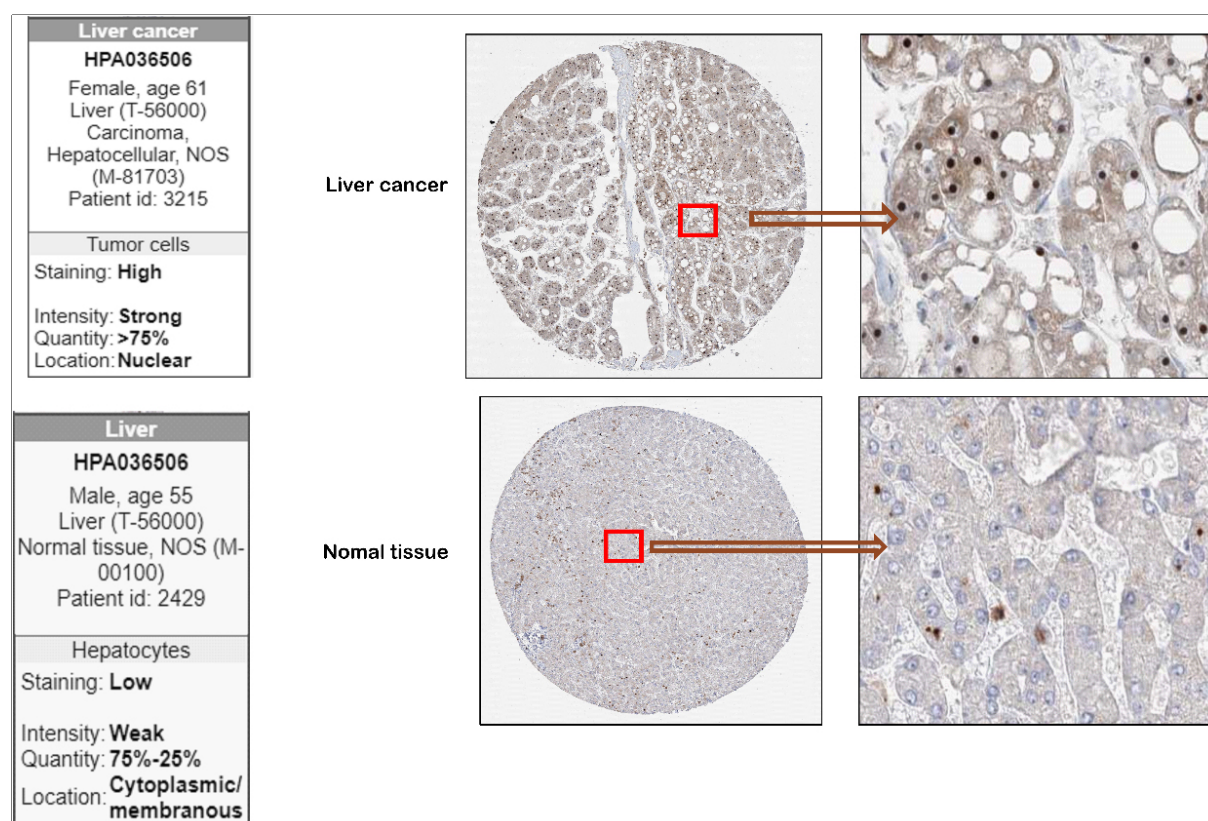 Liver cancer
HPA036506
Female, age 61
Liver (T-56000)
Carcinoma,
Hepatocellular, NOS
(M-81703)
Patient id: 3215
Tumor cells
Staining: High
Intensity: Strong
Quantity: >75%
Location: Nuclear
Liver cancer
Liver
HPA036506
Male, age 55
Liver (T-56000)
Normal tissue, NOS (M-
00100)
Patient id: 2429
Hepatocytes
Staining: Low
Intensity: Weak
Quantity: 75%-25%
Location: Cytoplasmic/
membranous
Nomal tissue